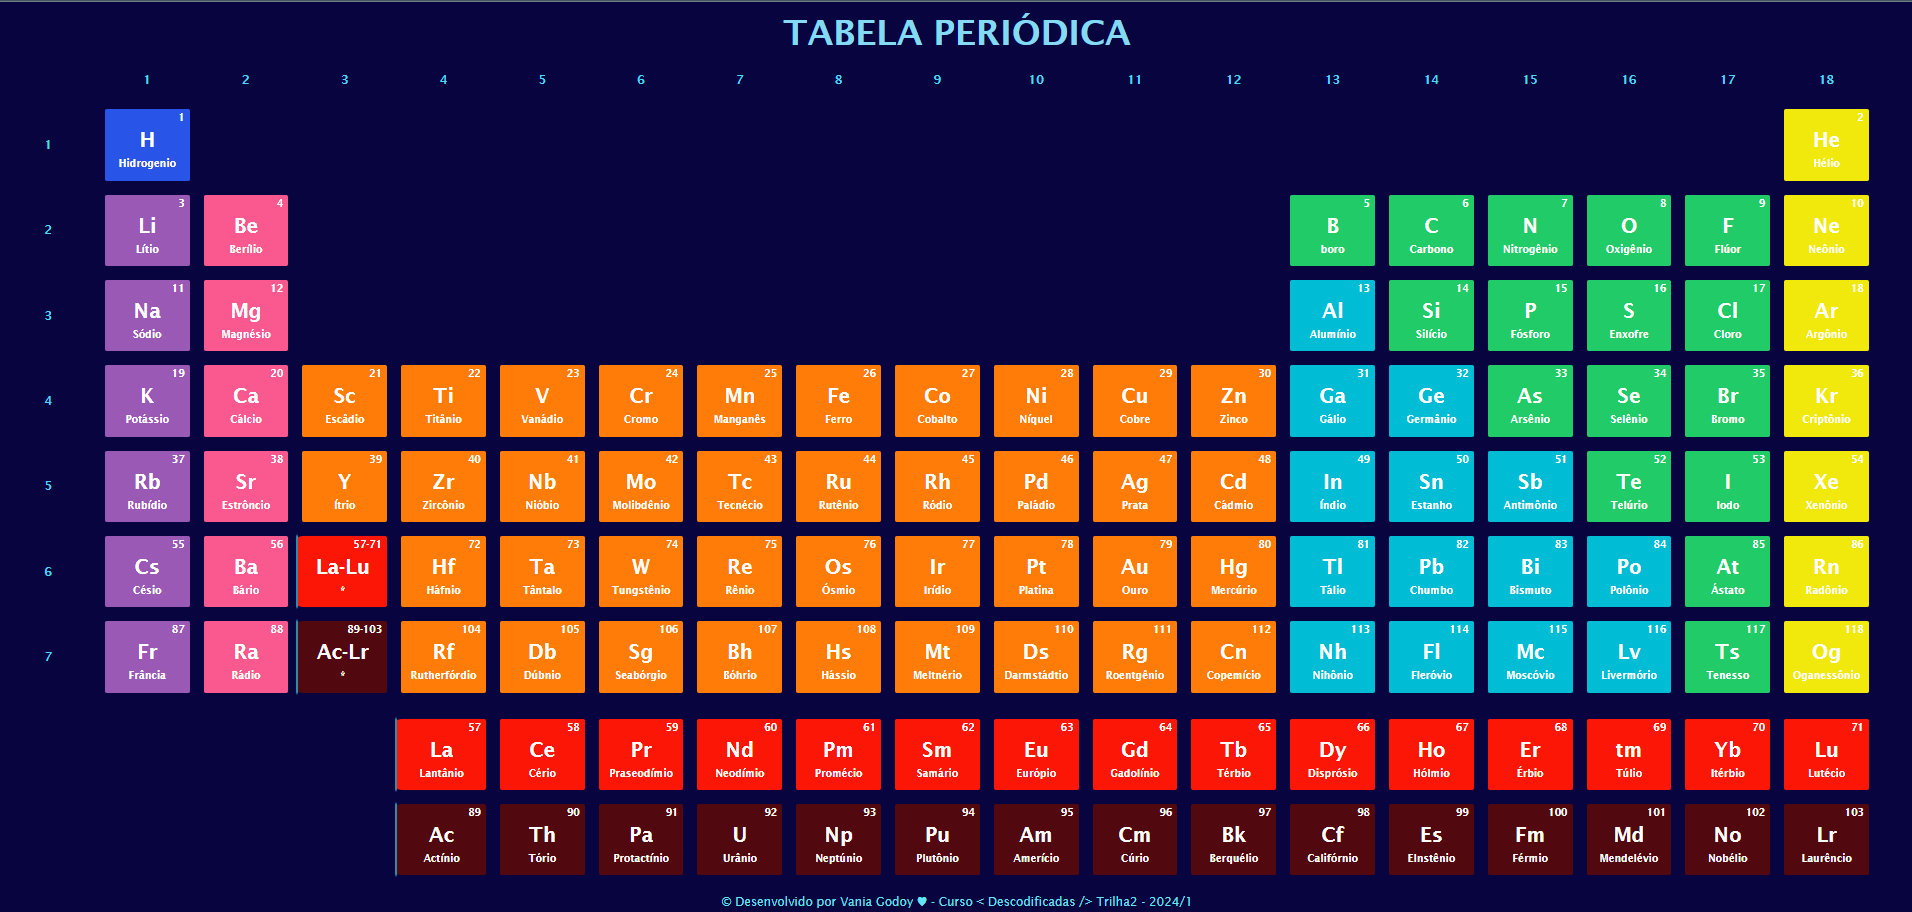 TABELA PERIÓDICA
1 2 3 4 5 6 7 8 9 10 11 12 13 14 15 16 17 18
1 2
1 H He
Hidrogenio Hélio
3 4 5 6 7 8 9 10
2 Li Be B C N O F Ne
Lítio Berílio boro Carbono Nitrogênio Oxigênio Flúor Neônio
11 12 13 14 15 16 17 18
3 Na Mg Al Si P S Cl Ar
Sódio Magnésio Alumínio Silício Fósforo Enxofre Cloro Argônio
19 20 21 22 23 24 25 26 27 28 29 30 31 32 33 34 35 36
4 K Ca Sc Ti V Cr Mn Fe Co Ni Cu Zn Ga Ge As Se Br Kr
Potássio Cálcio Escâdio Titânio Vanádio Cromo Manganês Ferro Cobalto Níquel Cobre Zinco Gálio Germânio Arsênio Selênio Bromo Criptônio
37 38 39 40 41 42 43 44 45 46 47 48 49 50 51 52 53 54
5 Rb Sr Y Zr Nb Mo Tc Ru Rh Pd Ag Cd In Sn Sb Te I Xe
Rubídio Estrôncio Ítrio Zircônio Nióbio Molibdênio Tecnécio Rutênio Ródio Paládio Prata Cádmio Índio Estanho Antimônio Telúrio Iodo Xenônio
55 56 57-71 72 73 74 75 76 77 78 79 80 81 82 83 84 85 86
6 Cs Ba La-Lu Hf Ta W Re Os Ir Pt Au Hg Tl Pb Bi Po At Rn
Césio Bário * Háfnio Tântalo Tungstênio Rênio Ósmio Irídio Platina Ouro Mercúrio Tálio Chumbo Bismuto Polônio Ástato Radônio
87 88 89-103 104 105 106 107 108 109 110 111 112 113 114 115 116 117 118
7 Fr Ra Ac-Lr Rf Db Sg Bh Hs Mt Ds Rg Cn Nh Fl Mc Lv Ts Og
Frância Rádio * Rutherfórdio Dúbnio Seabórgio Bóhrio Hássio Meltnério Darmstádtio Roentgênio Copemício Nihônio Fleróvio Moscóvio Livermório Tenesso Oganessônio
57 58 59 60 61 62 63 64 65 66 67 68 69 70 71
La Ce Pr Nd Pm Sm Eu Gd Tb Dy Ho Er tm Yb Lu
Lantânio Cério Praseodímio Neodímio Promécio Samário Európio Gadolínio Térbio Disprósio Hólmio Érbio Túlio Itérbio Lutécio
89 90 91 92 93 94 95 96 97 98 99 100 101 102 103
Ac Th Pa U Np Pu Am Cm Bk Cf Es Fm Md No Lr
Actínio Tório Protactínio Urânio Neptúnio Plutônio Amerício Cúrio Berquélio Califórnio EInstênio Férmio Mendelévio Nobélio Laurêncio
© Desenvolvido por Vania Godoy ♥ - Curso < Descodificadas /> Trilha2 - 2024/1